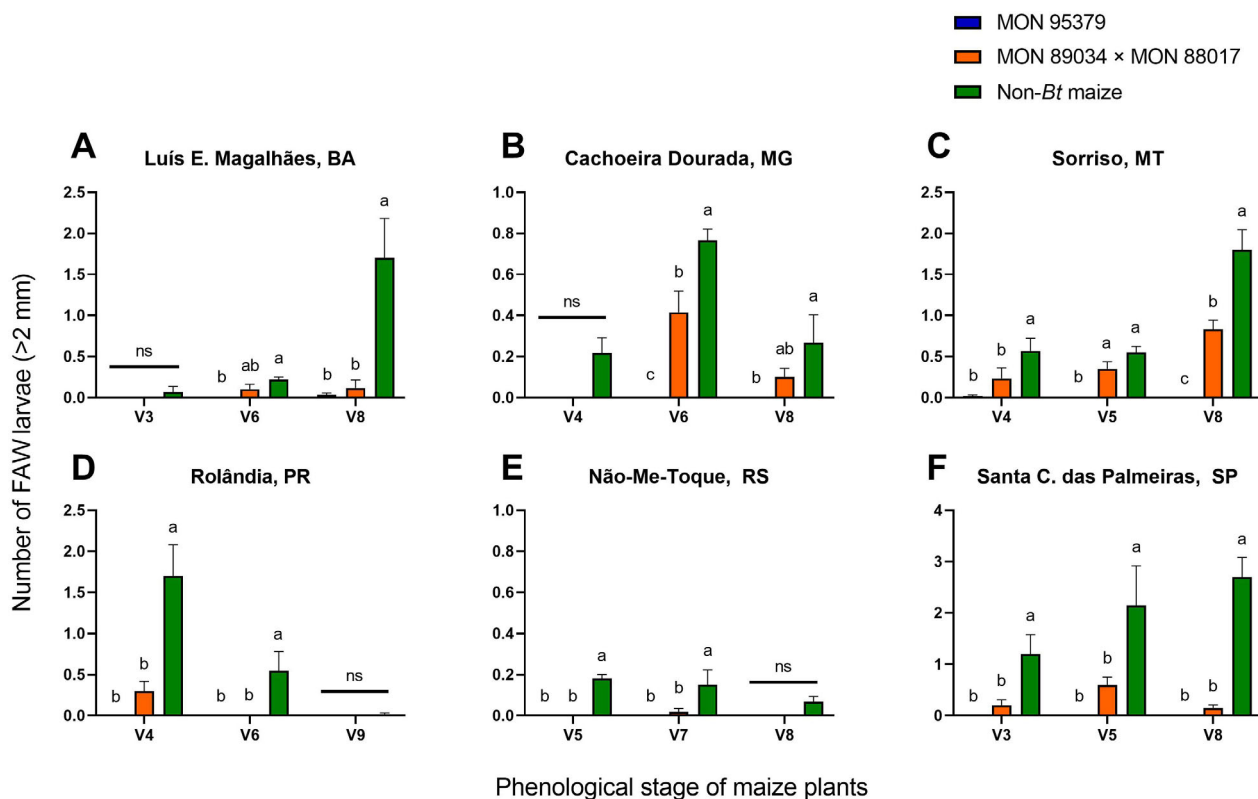 MON 95379
MON 89034 × MON 88017
Non-Bt maize
Number of FAW larvae (>2 mm)
A
Luís E. Magalhães, BA
2.5
2.0
1.5
1.0
0.5
0.0
ns
b
ab
a
b
b
a
V3
V6
V8
B
Cachoeira Dourada, MG
1.0
0.8
0.6
0.4
0.2
0.0
ns
c
b
a
b
ab
a
V4
V6
V8
C
Sorriso, MT
2.5
2.0
1.5
1.0
0.5
0.0
b
b
a
b
a
a
c
b
a
V4
V5
V8
D
Rolândia, PR
2.5
2.0
1.5
1.0
0.5
0.0
b
b
a
b
b
a
ns
V4
V6
V9
E
Não-Me-Toque, RS
1.0
0.8
0.6
0.4
0.2
0.0
b
b
a
b
b
a
ns
V5
V7
V8
F
Santa C. das Palmeiras, SP
4
3
2
1
0
b
b
a
b
b
a
b
b
a
V3
V5
V8
Phenological stage of maize plants